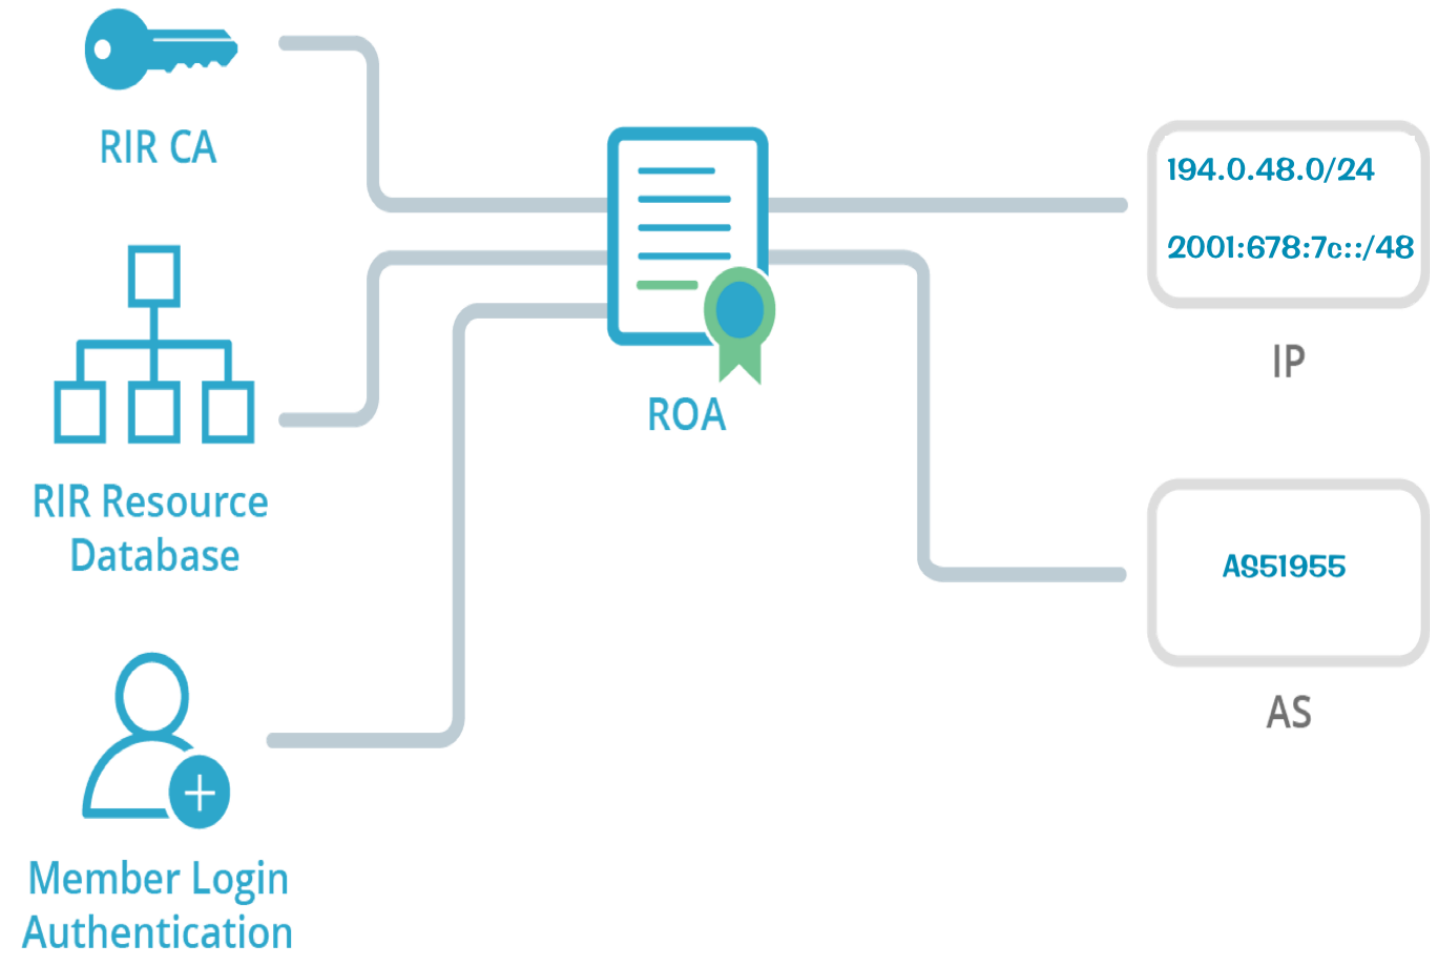 RIR CA
RIR Resource
Database
Member Login
Authentication
ROA
194.0.48.0/24
2001:678:7c::/48
IP
AS51955
AS